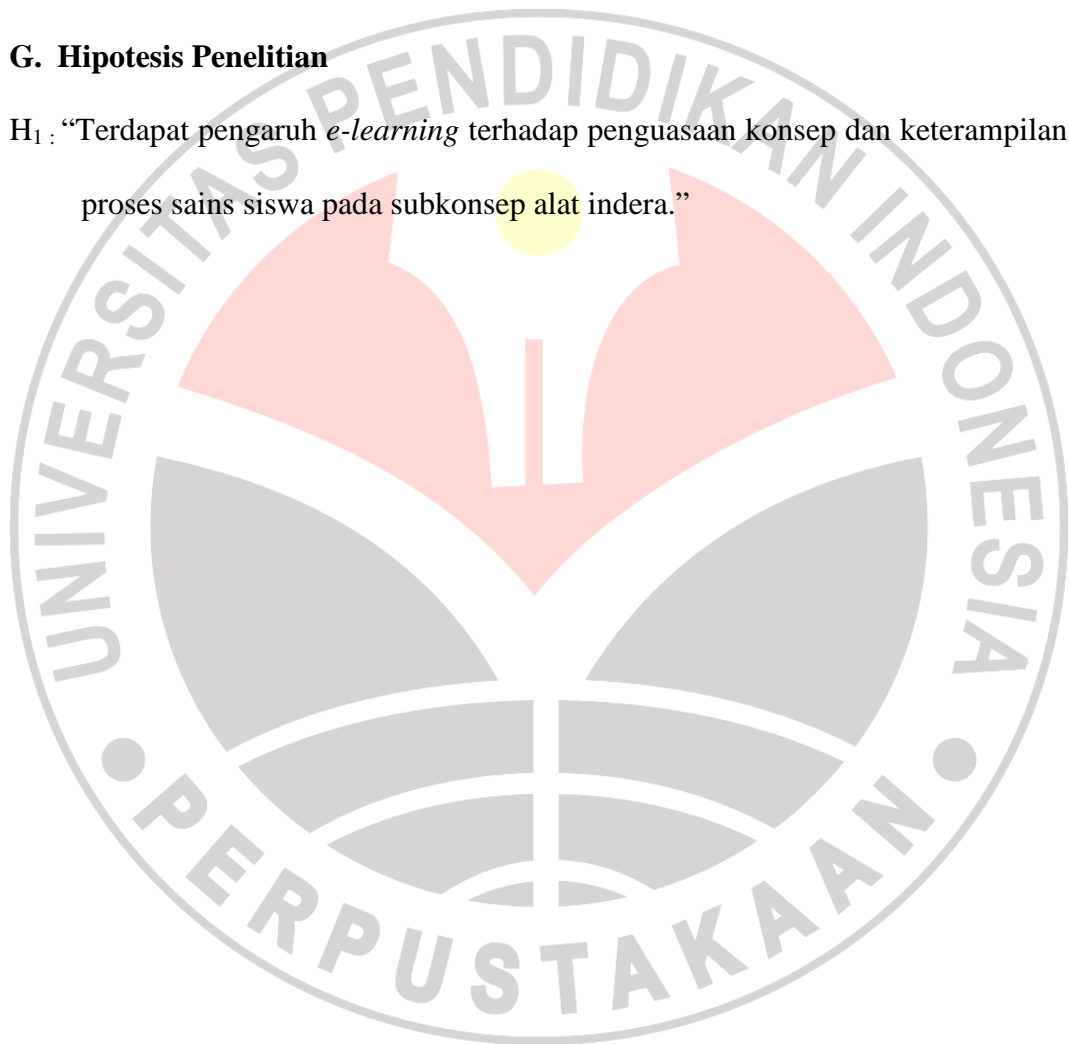 G. Hipotesis Penelitian
H1 : “Terdapat pengaruh e-learning terhadap penguasaan konsep dan keterampilan
proses sains siswa pada subkonsep alat indera.”
UNIVERSITAS PENDIDIKAN INDONESIA
PERPUSTAKAAN